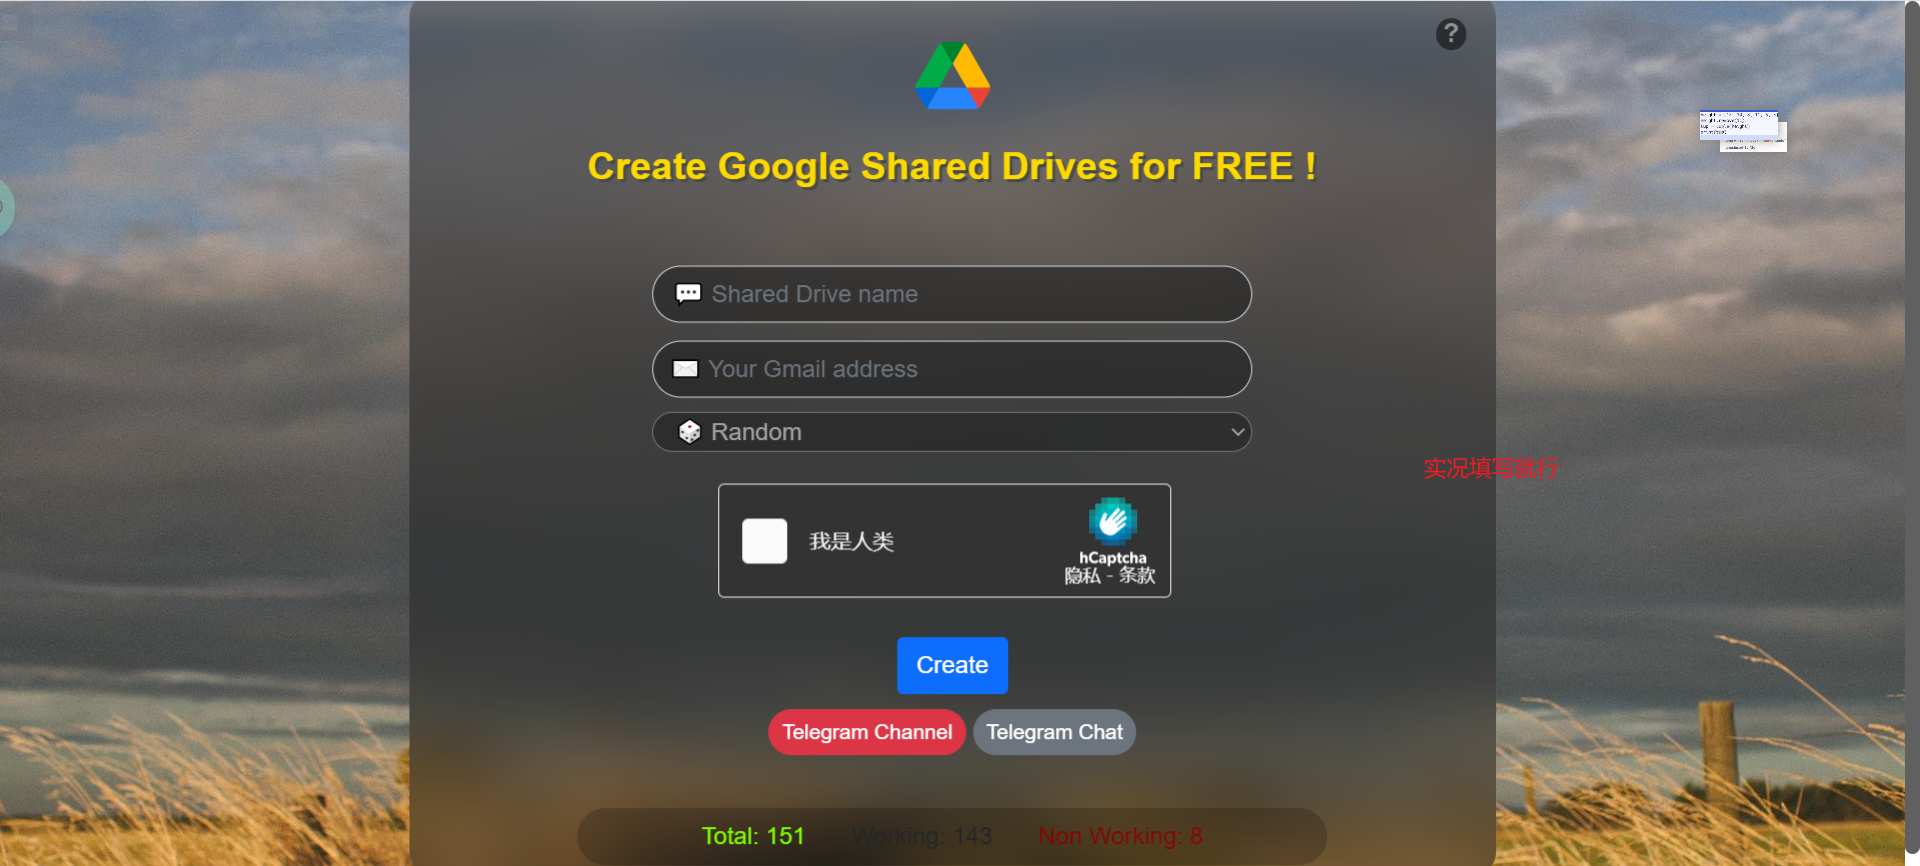 ?
Create Google Shared Drives for FREE !
Shared Drive name
Your Gmail address
Random
实况填写就行
我是人类
hCaptcha
隐私 - 条款
Create
Telegram Channel
Telegram Chat
Total: 151
Working: 143
Non Working: 8